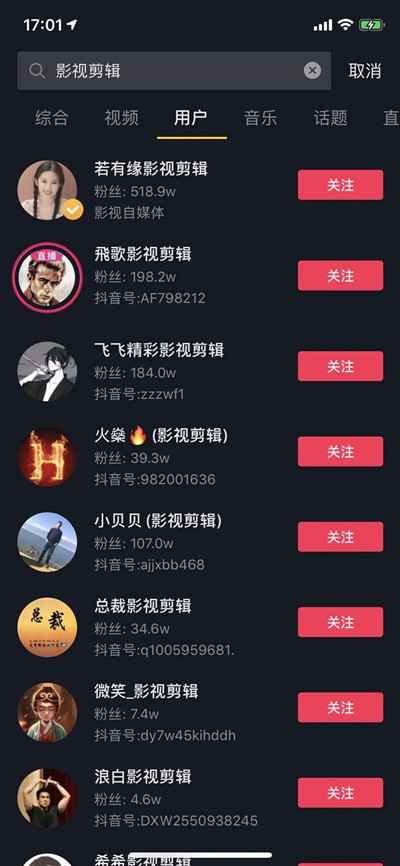 17:01
影视剪辑
取消
综合 视频 用户 音乐 话题 直
若有缘影视剪辑
粉丝: 518.9w
影视自媒体
关注
直播
飛歌影视剪辑
粉丝: 198.2w
抖音号:AF798212
关注
飞飞精彩影视剪辑
粉丝: 184.0w
抖音号:zzzwf1
关注
H
火燊🔥(影视剪辑)
粉丝: 39.3w
抖音号:982001636
关注
小贝贝 (影视剪辑)
粉丝: 107.0w
抖音号:ajjxbb468
关注
总裁
总裁影视剪辑
粉丝: 34.6w
抖音号:q1005959681.
关注
微笑_影视剪辑
粉丝: 7.4w
抖音号:dy7w45kihddh
关注
浪白影视剪辑
粉丝: 4.6w
抖音号:DXW2550938245
关注
希希影视剪辑